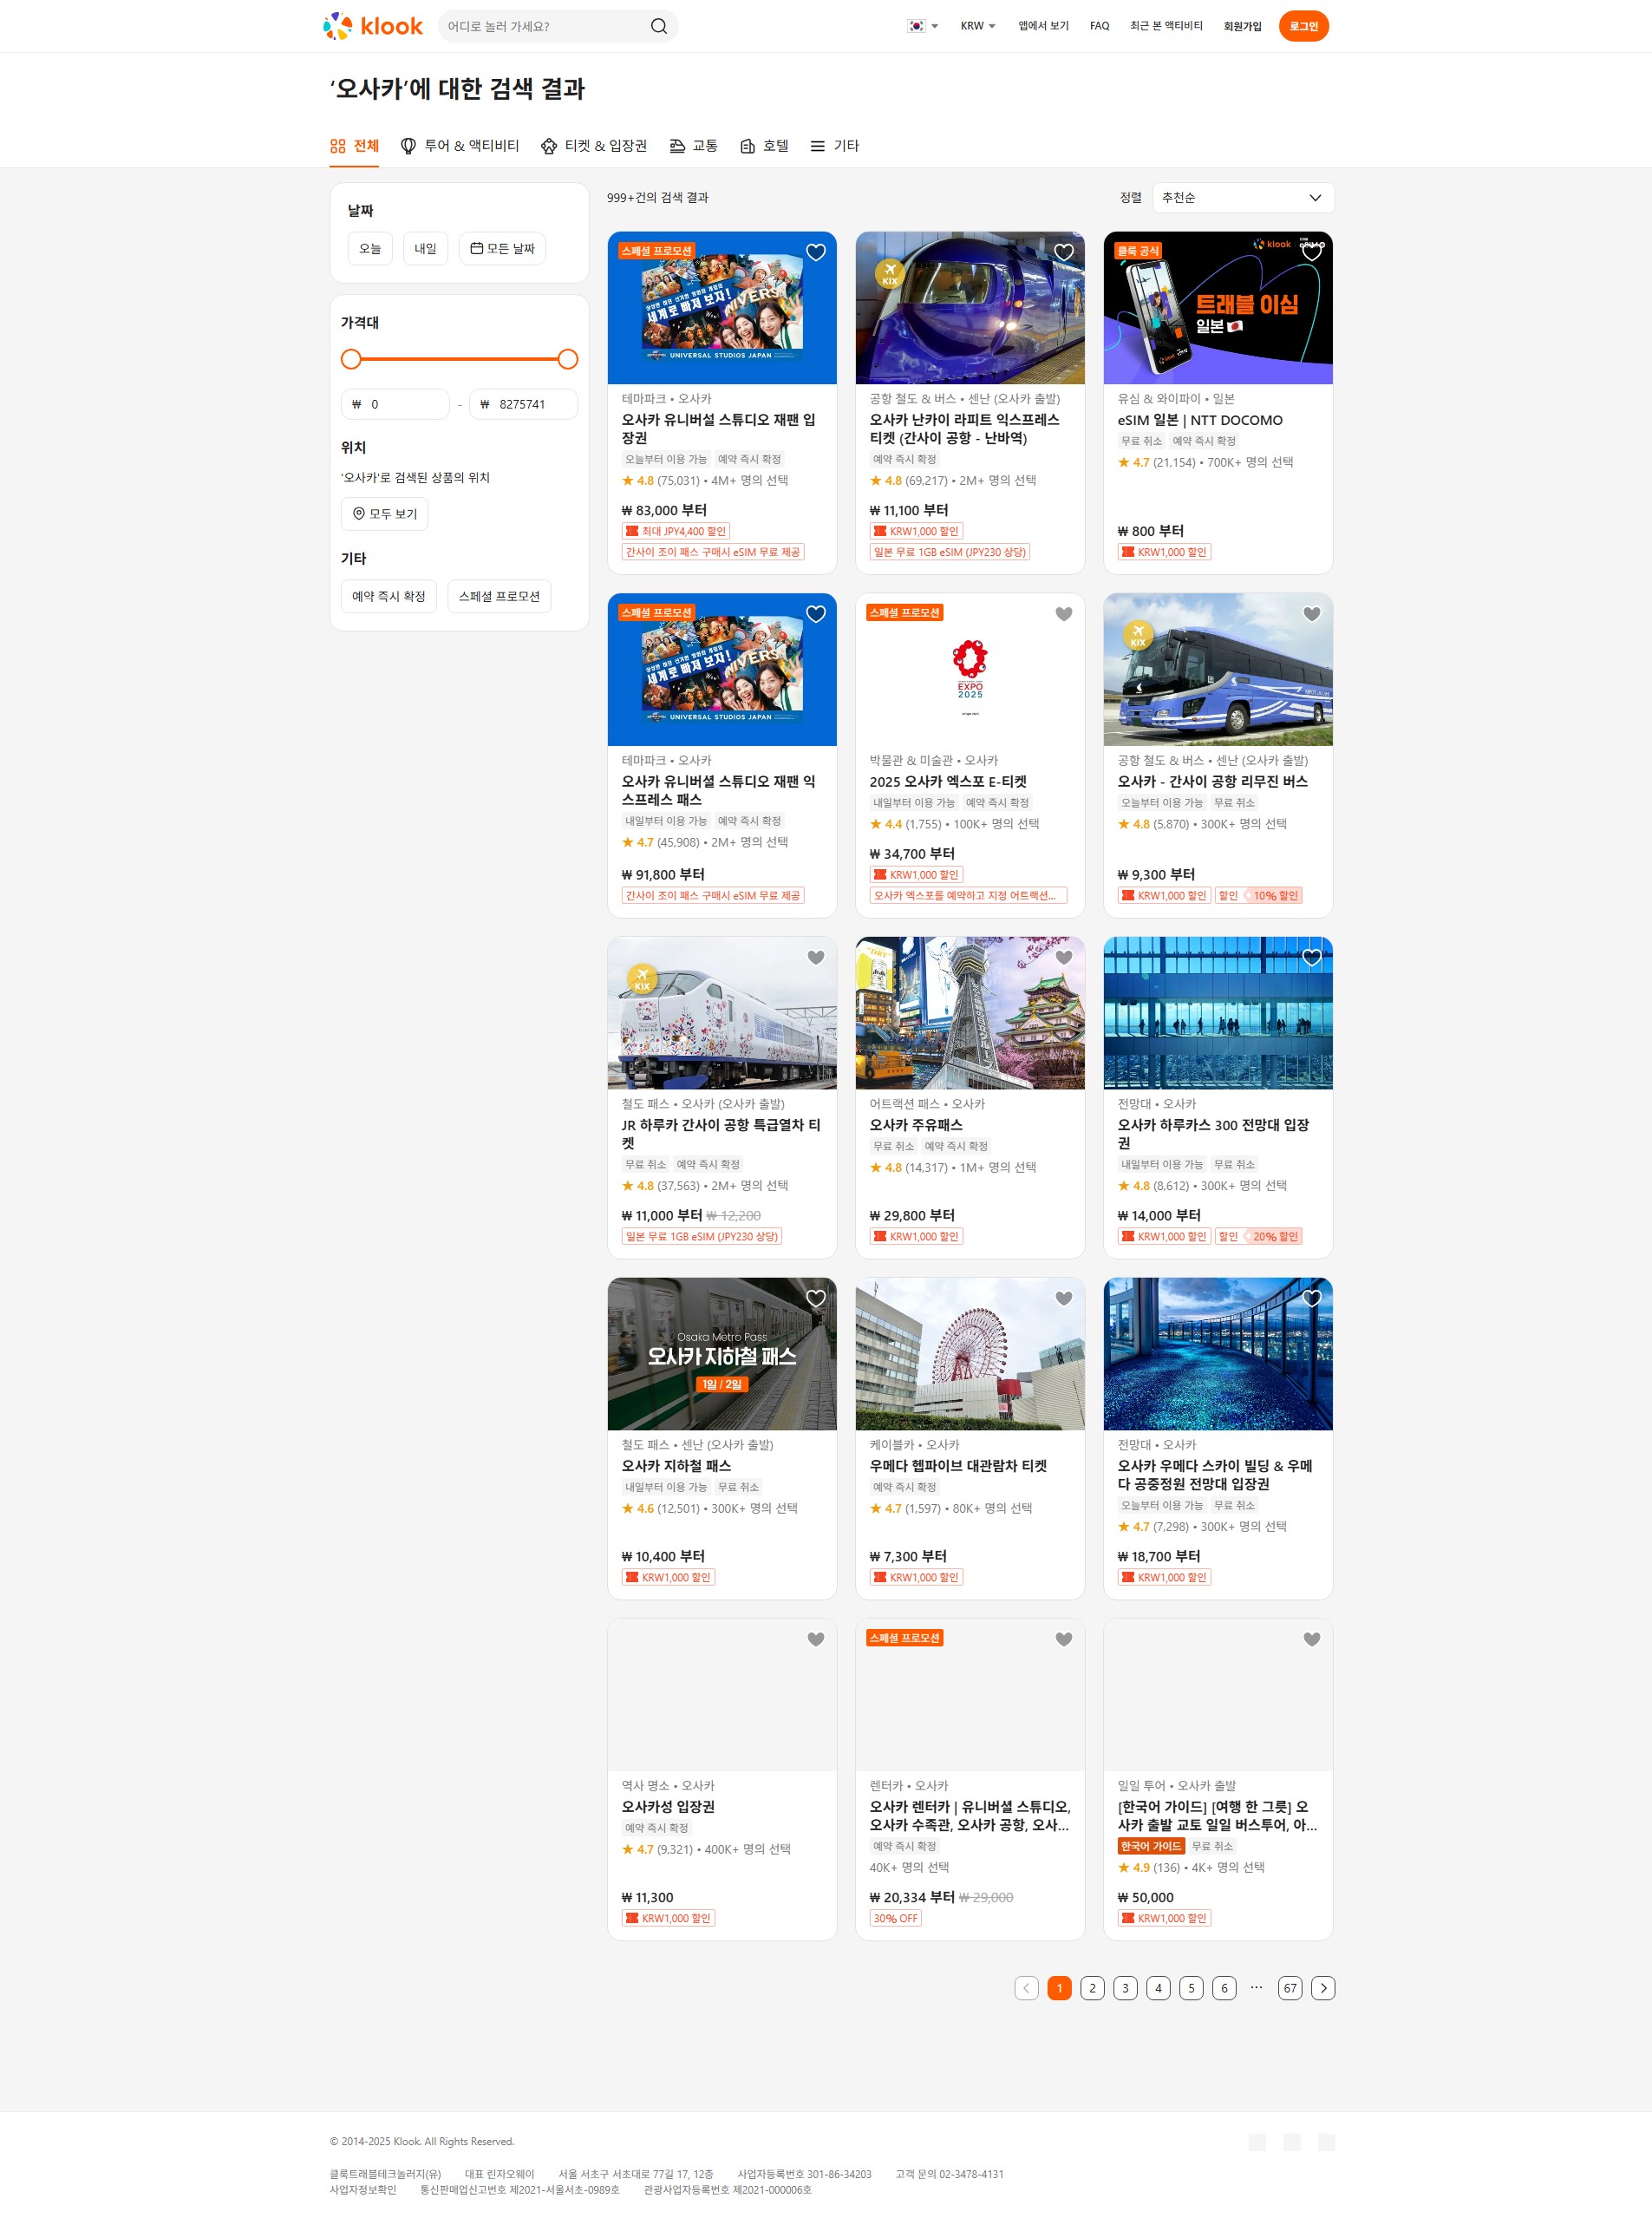 klook
어디로 놀러 가세요?
KRW
앱에서 보기
FAQ
최근 본 액티비티
회원가입
로그인
‘오사카’에 대한 검색 결과
전체
투어 & 액티비티
티켓 & 입장권
교통
호텔
기타
날짜
오늘
내일
모든 날짜
가격대
₩ 0 - ₩ 8275741
위치
‘오사카’로 검색된 상품의 위치
모두 보기
기타
예약 즉시 확정
스페셜 프로모션
999+건의 검색 결과
정렬
추천순
스페셜 프로모션
세계로 빠져 보자!
UNIVERSAL STUDIOS JAPAN
테마파크 • 오사카
오사카 유니버설 스튜디오 재팬 입
장권
오늘부터 이용 가능 예약 즉시 확정
★ 4.8 (75,031) • 4M+ 명의 선택
₩ 83,000 부터
최대 JPY4,400 할인
간사이 조이 패스 구매시 eSIM 무료 제공
KIX
공항 철도 & 버스 • 센난 (오사카 출발)
오사카 난카이 라피트 익스프레스
티켓 (간사이 공항 - 난바역)
예약 즉시 확정
★ 4.8 (69,217) • 2M+ 명의 선택
₩ 11,100 부터
KRW1,000 할인
일본 무료 1GB eSIM (JPY230 상당)
클룩 공식
klook
트래블 이심
일본
유심 & 와이파이 • 일본
eSIM 일본 | NTT DOCOMO
무료 취소 예약 즉시 확정
★ 4.7 (21,154) • 700K+ 명의 선택
₩ 800 부터
KRW1,000 할인
스페셜 프로모션
세계로 빠져 보자!
UNIVERSAL STUDIOS JAPAN
테마파크 • 오사카
오사카 유니버셜 스튜디오 재팬 익
스프레스 패스
내일부터 이용 가능 예약 즉시 확정
★ 4.7 (45,908) • 2M+ 명의 선택
₩ 91,800 부터
간사이 조이 패스 구매시 eSIM 무료 제공
스페셜 프로모션
EXPO
2025
박물관 & 미술관 • 오사카
2025 오사카 엑스포 E-티켓
내일부터 이용 가능 예약 즉시 확정
★ 4.4 (1,755) • 100K+ 명의 선택
₩ 34,700 부터
KRW1,000 할인
오사카 엑스포를 예약하고 지정 어트랙션...
KIX
공항 철도 & 버스 • 센난 (오사카 출발)
오사카 - 간사이 공항 리무진 버스
오늘부터 이용 가능 무료 취소
★ 4.8 (5,870) • 300K+ 명의 선택
₩ 9,300 부터
KRW1,000 할인 할인 10% 할인
KIX
철도 패스 • 오사카 (오사카 출발)
JR 하루카 간사이 공항 특급열차 티
켓
무료 취소 예약 즉시 확정
★ 4.8 (37,563) • 2M+ 명의 선택
₩ 11,000 부터 ₩ 12,200
일본 무료 1GB eSIM (JPY230 상당)
어트랙션 패스 • 오사카
오사카 주유패스
무료 취소 예약 즉시 확정
★ 4.8 (14,317) • 1M+ 명의 선택
₩ 29,800 부터
KRW1,000 할인
전망대 • 오사카
오사카 하루카스 300 전망대 입장
권
내일부터 이용 가능 무료 취소
★ 4.8 (8,612) • 300K+ 명의 선택
₩ 14,000 부터
KRW1,000 할인 할인 20% 할인
Osaka Metro Pass
오사카 지하철 패스
1일 / 2일
철도 패스 • 센난 (오사카 출발)
오사카 지하철 패스
내일부터 이용 가능 무료 취소
★ 4.6 (12,501) • 300K+ 명의 선택
₩ 10,400 부터
KRW1,000 할인
케이블카 • 오사카
우메다 헵파이브 대관람차 티켓
예약 즉시 확정
★ 4.7 (1,597) • 80K+ 명의 선택
₩ 7,300 부터
KRW1,000 할인
전망대 • 오사카
오사카 우메다 스카이 빌딩 & 우메
다 공중정원 전망대 입장권
오늘부터 이용 가능 무료 취소
★ 4.7 (7,298) • 300K+ 명의 선택
₩ 18,700 부터
KRW1,000 할인
역사 명소 • 오사카
오사카성 입장권
예약 즉시 확정
★ 4.7 (9,321) • 400K+ 명의 선택
₩ 11,300
KRW1,000 할인
스페셜 프로모션
렌터카 • 오사카
오사카 렌터카 | 유니버셜 스튜디오,
오사카 수족관, 오사카 공항, 오사...
예약 즉시 확정
40K+ 명의 선택
₩ 20,334 부터 ₩ 29,000
30% OFF
일일 투어 • 오사카 출발
[한국어 가이드] [여행 한 그릇] 오
사카 출발 교토 일일 버스투어, 아...
한국어 가이드 무료 취소
★ 4.9 (136) • 4K+ 명의 선택
₩ 50,000
KRW1,000 할인
1 2 3 4 5 6 ... 67
© 2014-2025 Klook. All Rights Reserved.
클룩트래블테크놀러지(유) 대표 린자오웨이 서울 서초구 서초대로 77길 17, 12층 사업자등록번호 301-86-34203 고객 문의 02-3478-4131
사업자정보확인 통신판매업신고번호 제2021-서울서초-0989호 관광사업자등록번호 제2021-000006호